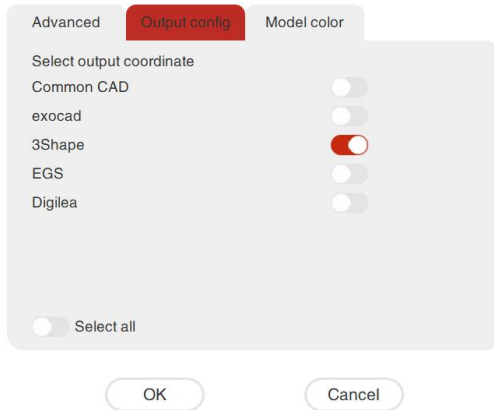 Advanced Output config Model color
Select output coordinate
Common CAD
exocad
3Shape
EGS
Digilea
Select all
OK Cancel